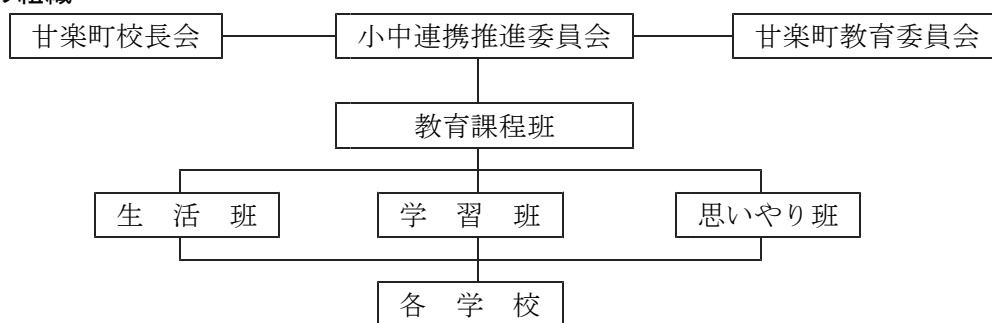 組織
甘楽町校長会 小中連携推進委員会 甘楽町教育委員会
教育課程班
生 活 班 学 習 班 思いやり班
各 学 校